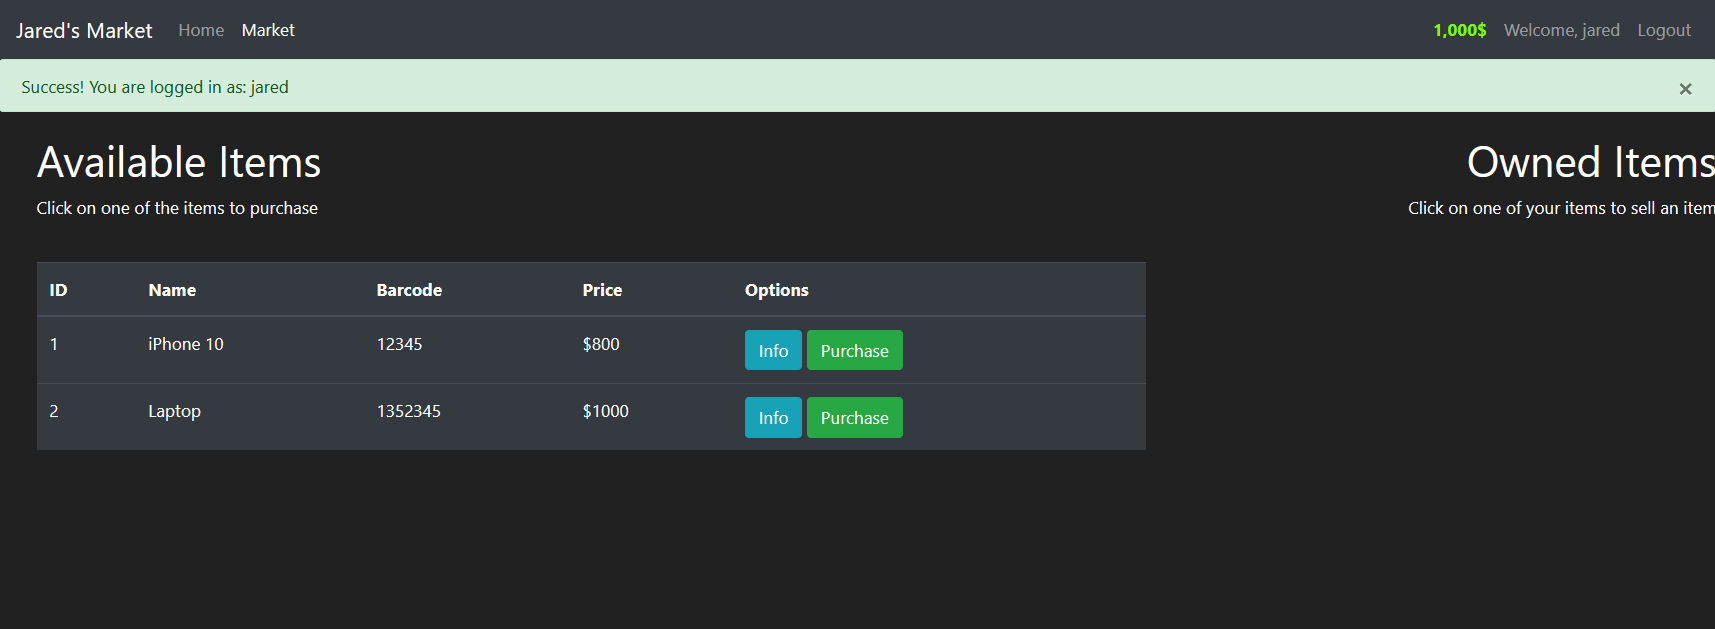 Jared's Market Home Market 1,000$ Welcome, jared Logout
Success! You are logged in as: jared ×
Available Items
Click on one of the items to purchase
Owned Items
Click on one of your items to sell an item
ID Name Barcode Price Options
1 iPhone 10 12345 $800 Info Purchase
2 Laptop 1352345 $1000 Info Purchase